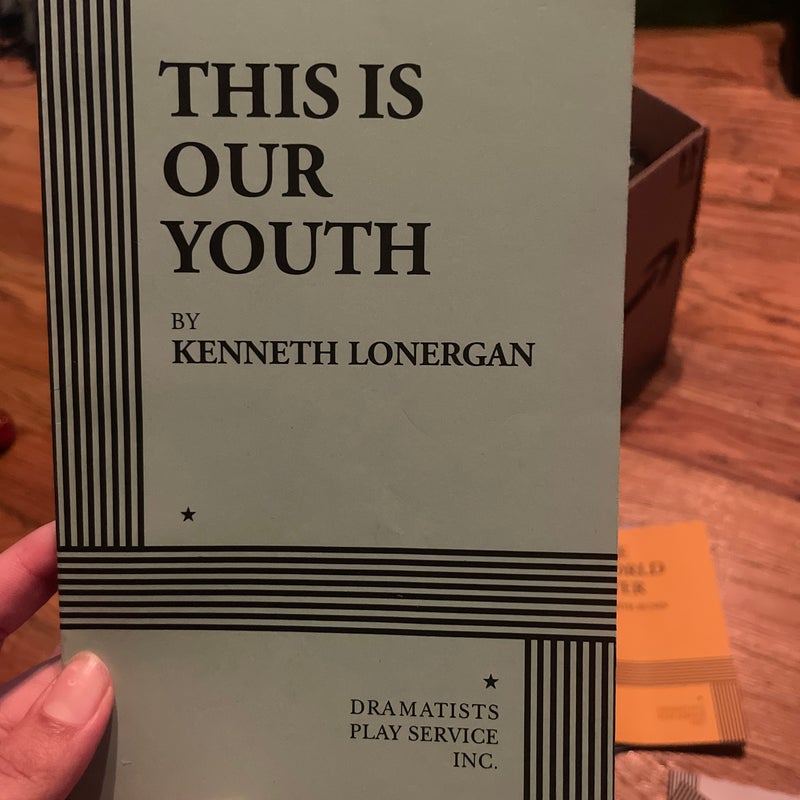 THIS IS
OUR
YOUTH
BY
KENNETH LONERGAN
DRAMATISTS
PLAY SERVICE
INC.